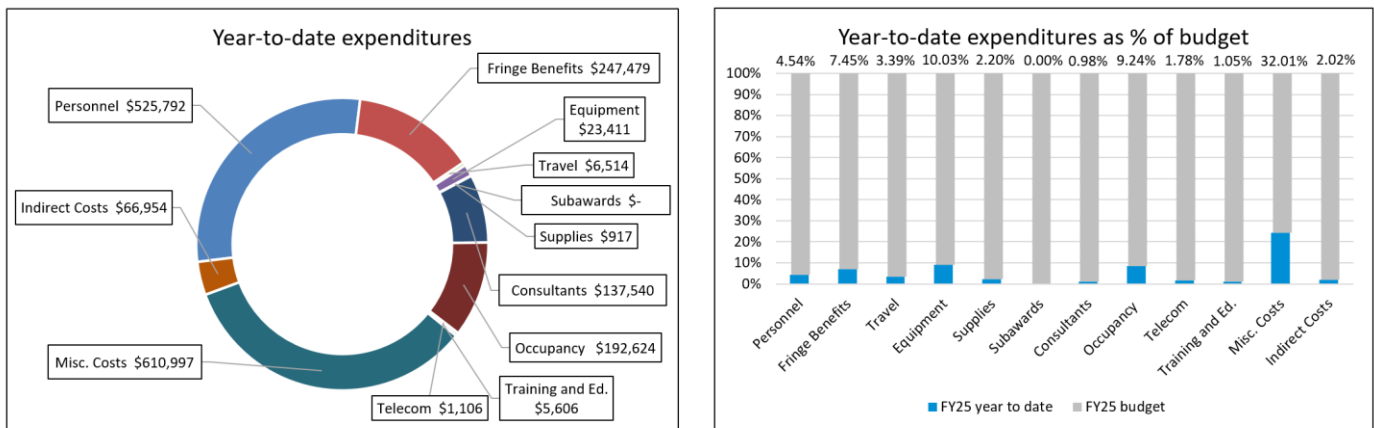 Year-to-date expenditures
Fringe Benefits $247,479
Personnel $525,792
Equipment
$23,411
Travel $6,514
Subawards $-
Indirect Costs $66,954
Supplies $917
Consultants $137,540
Occupancy $192,624
Misc. Costs $610,997
Training and Ed.
$5,606
Telecom $1,106
Year-to-date expenditures as % of budget
4.54% 7.45% 3.39% 10.03% 2.20% 0.00% 0.98% 9.24% 1.78% 1.05% 32.01% 2.02%
100%
90%
80%
70%
60%
50%
40%
30%
20%
10%
0%
Personnel
Fringe Benefits
Travel
Equipment
Supplies
Subawards
Consultants
Occupancy
Telecom
Training and Ed.
Misc. Costs
Indirect Costs
FY25 year to date FY25 budget